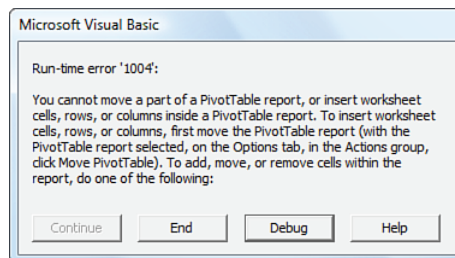 Microsoft Visual Basic
Run-time error '1004':
You cannot move a part of a PivotTable report, or insert worksheet
cells, rows, or columns inside a PivotTable report. To insert worksheet
cells, rows, or columns, first move the PivotTable report (with the
PivotTable report selected, on the Options tab, in the Actions group,
click Move PivotTable). To add, move, or remove cells within the
report, do one of the following:
Continue End Debug Help